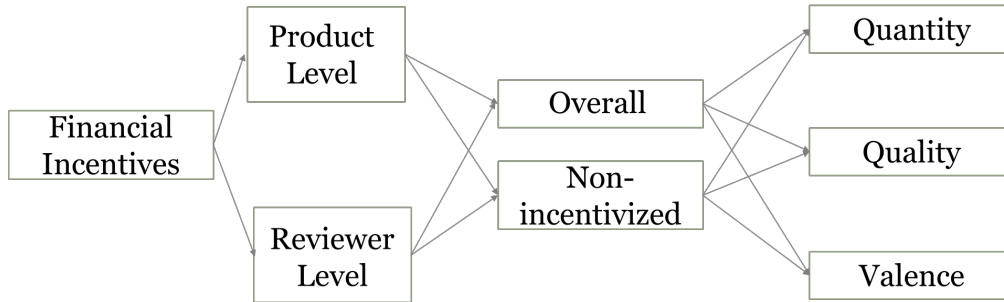 Financial
Incentives
Product
Level
Reviewer
Level
Overall
Non-
incentivized
Quantity
Quality
Valence